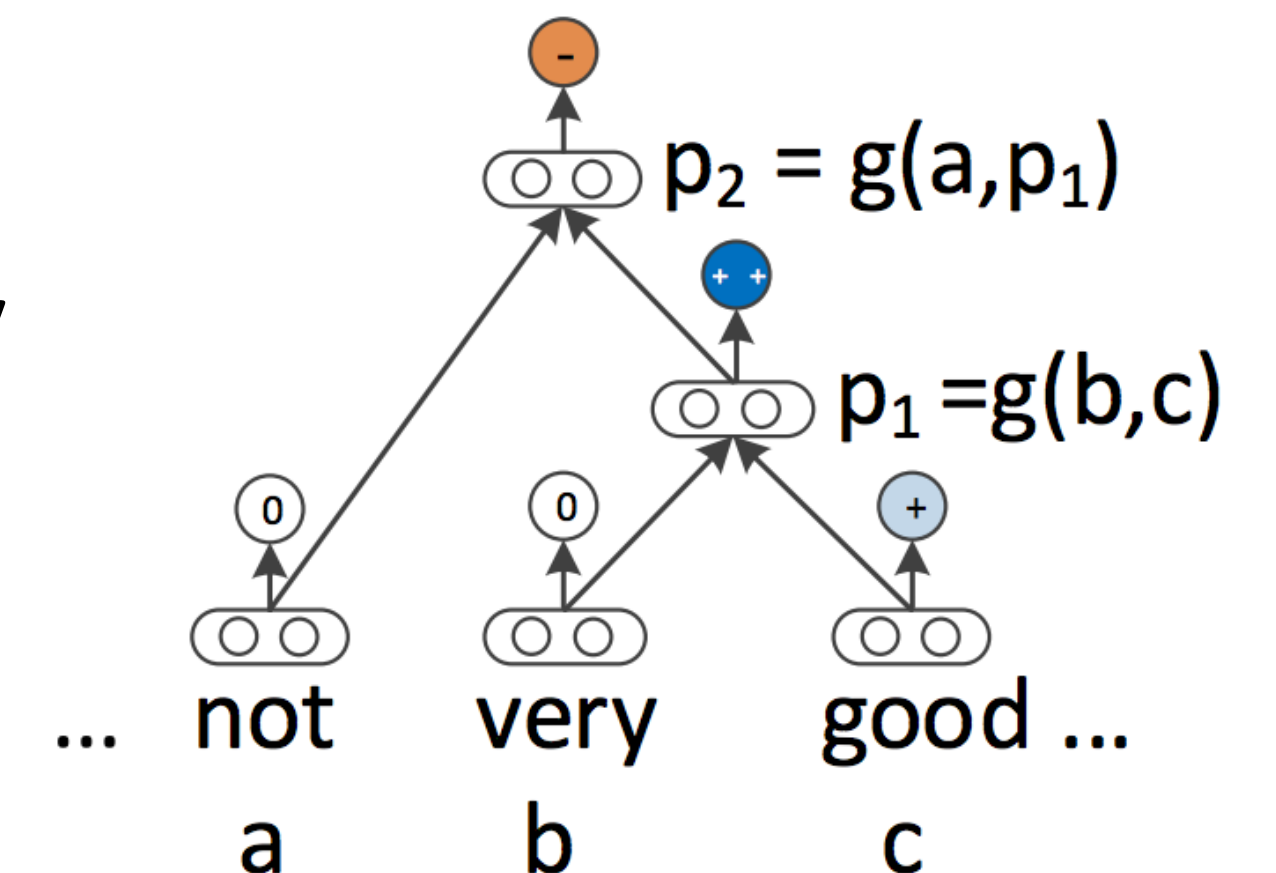 -
p₂ = g(a,p₁)
+ +
p₁ =g(b,c)
0 0 +
... not very good ...
a b c